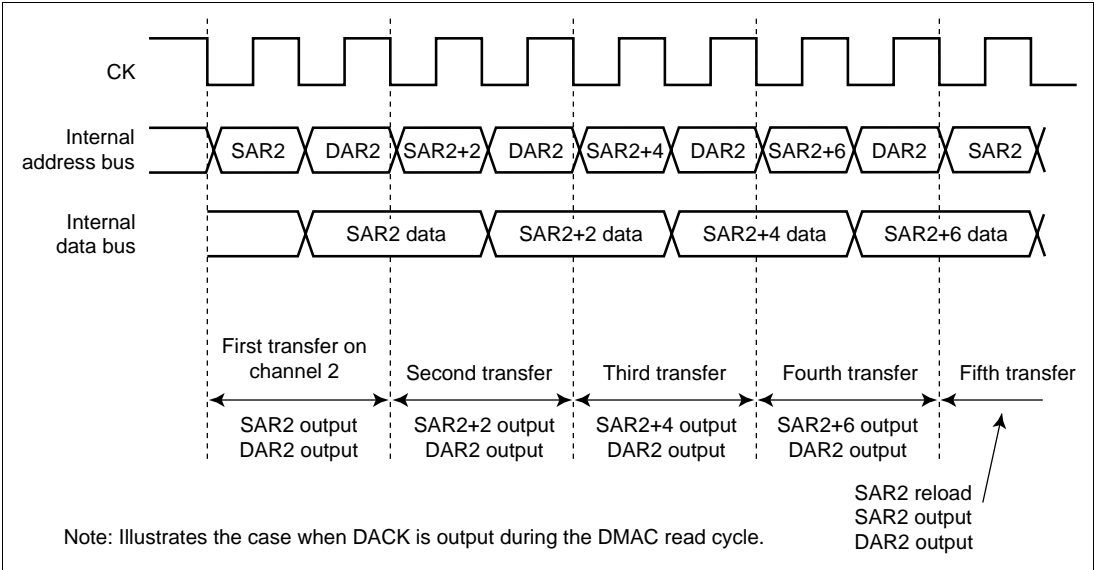 CK
Internal
address bus
SAR2 DAR2 SAR2+2 DAR2 SAR2+4 DAR2 SAR2+6 DAR2 SAR2
Internal
data bus
SAR2 data SAR2+2 data SAR2+4 data SAR2+6 data
First transfer on
channel 2
Second transfer Third transfer Fourth transfer Fifth transfer
SAR2 output SAR2+2 output SAR2+4 output SAR2+6 output
DAR2 output DAR2 output DAR2 output DAR2 output
SAR2 reload
SAR2 output
DAR2 output
Note: Illustrates the case when DACK is output during the DMAC read cycle.